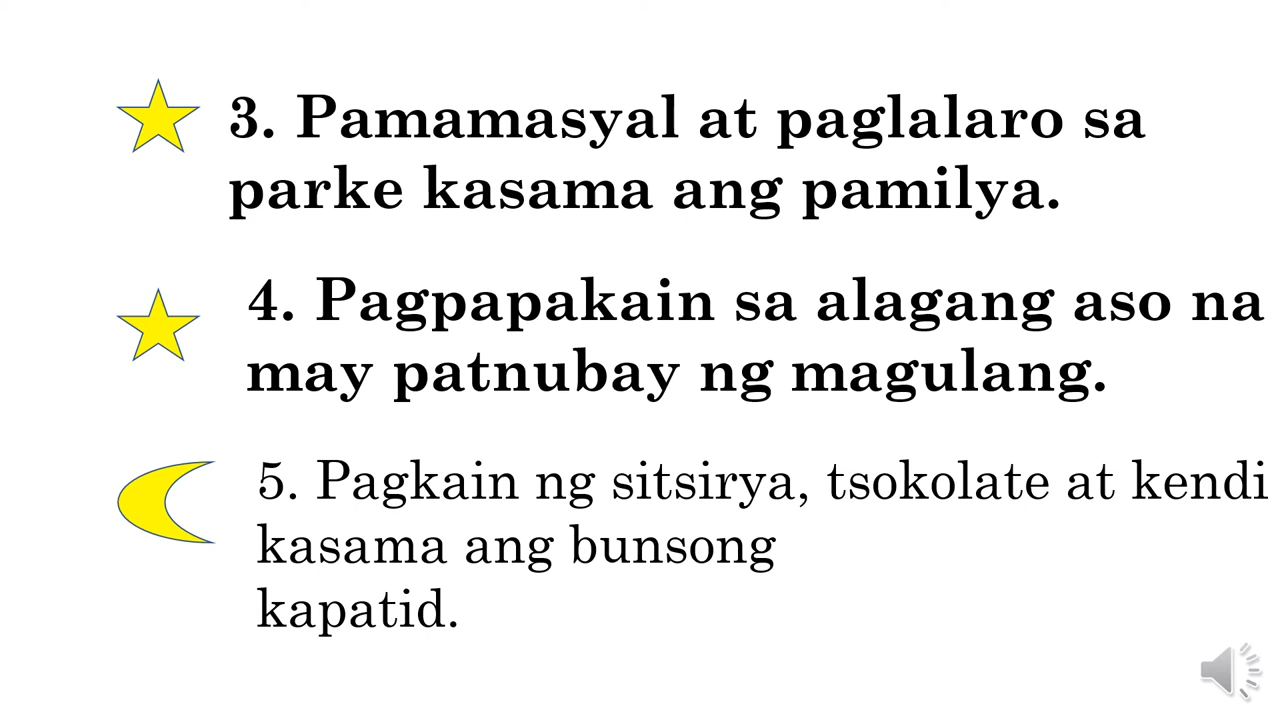 3. Pamamasyal at paglalaro sa
parke kasama ang pamilya.
4. Pagpapakain sa alagang aso na
may patnubay ng magulang.
5. Pagkain ng sitsirya, tsokolate at kendi
kasama ang bunsong
kapatid.